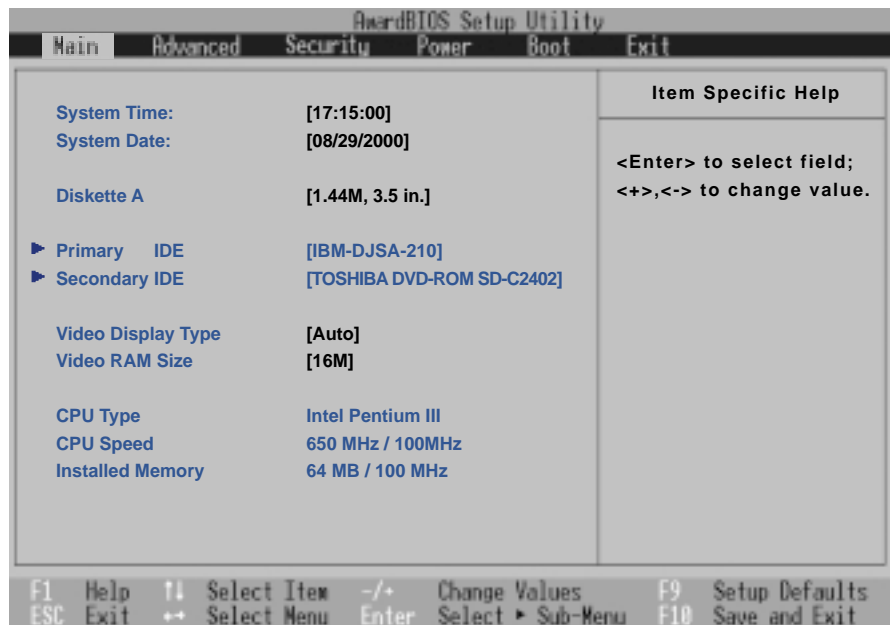 AwardBIOS Setup Utility
Main Advanced Security Power Boot Exit
Item Specific Help
System Time: [17:15:00]
System Date: [08/29/2000]
<Enter> to select field;
<+>,<-> to change value.
Diskette A [1.44M, 3.5 in.]
Primary IDE [IBM-DJSA-210]
Secondary IDE [TOSHIBA DVD-ROM SD-C2402]
Video Display Type [Auto]
Video RAM Size [16M]
CPU Type Intel Pentium III
CPU Speed 650 MHz / 100MHz
Installed Memory 64 MB / 100 MHz
F1 Help ↑↓ Select Item -/+ Change Values F9 Setup Defaults
ESC Exit ←→ Select Menu Enter Select ► Sub-Menu F10 Save and Exit